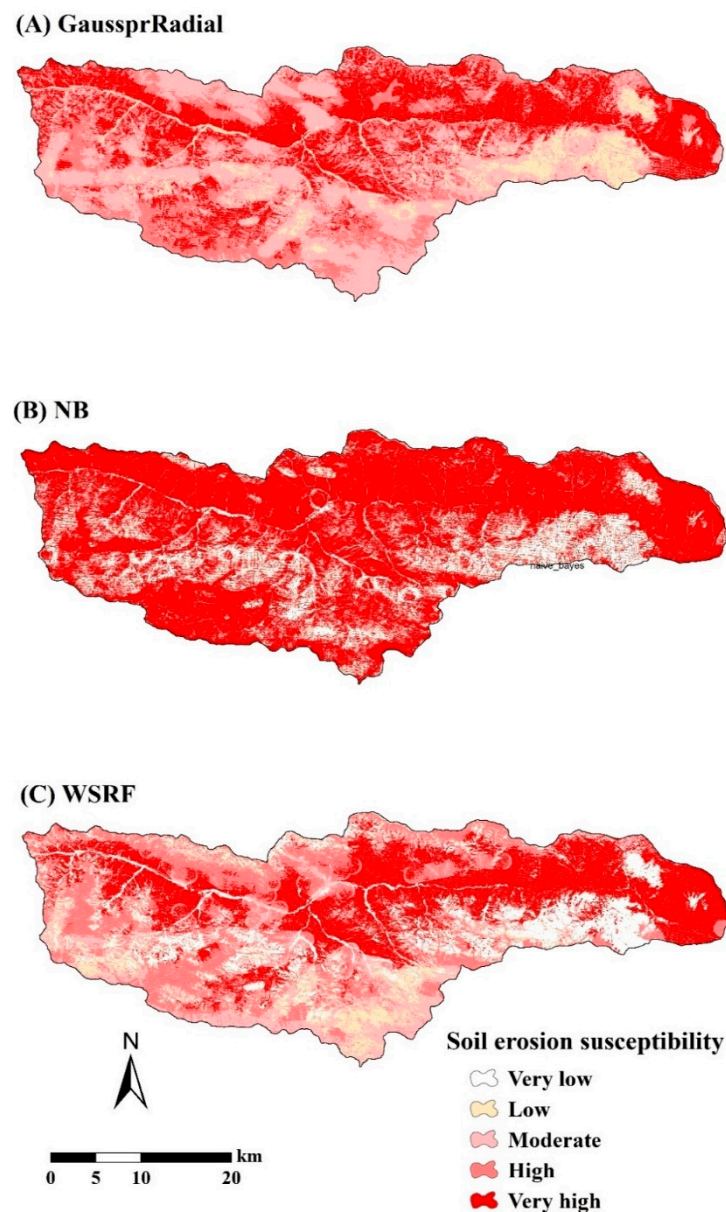 (A) GaussprRadial
(B) NB
naive_bayes
(C) WSRF
N
km
0 5 10 20
Soil erosion susceptibility
Very low
Low
Moderate
High
Very high